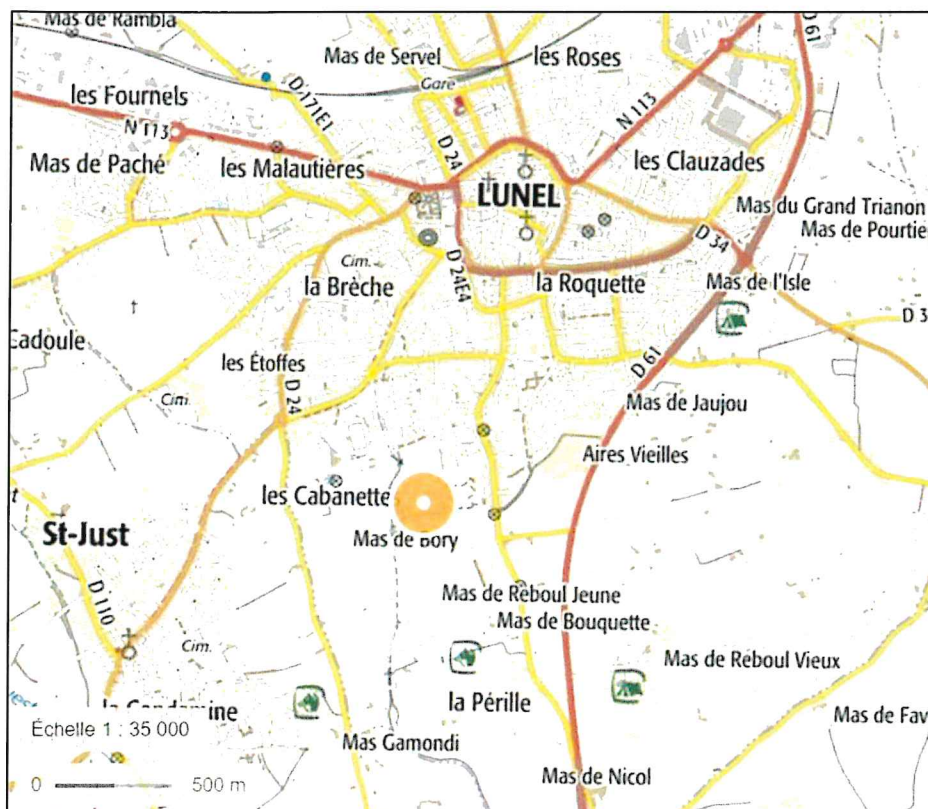 Mas de Rambla
D 61
Mas de Servel
les Roses
Gare
les Fournels
D 171E1
N 113
N 113
Mas de Paché
les Malautières
D 24
les Clauzades
LUNEL
Mas du Grand Trianon
Mas de Pourtie
D 34
Cim.
la Brèche
D 24E4
la Roquette
Mas de l'Isle
D 3
Cadoule
les Étoffes
D 24
D 61
Cim.
Mas de Jaujou
Aires Vieilles
les Cabanette
St-Just
Mas de Bory
D 110
Mas de Reboul Jeune
Mas de Bouquette
Cim.
Mas de Reboul Vieux
la Pérille
Mas de Fav
Échelle 1 : 35 000
Mas Gamondi
0 500 m
Mas de Nicol